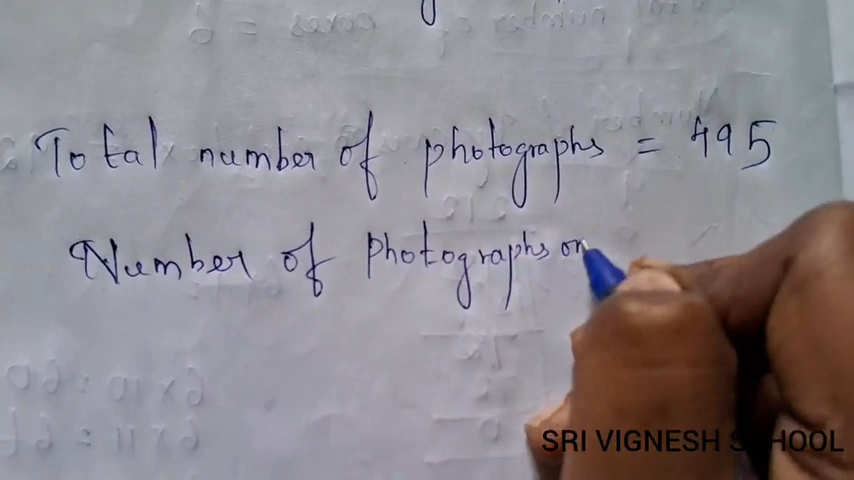 Total number of photographs = 495
Number of photographs on
SRI VIGNESH SCHOOL